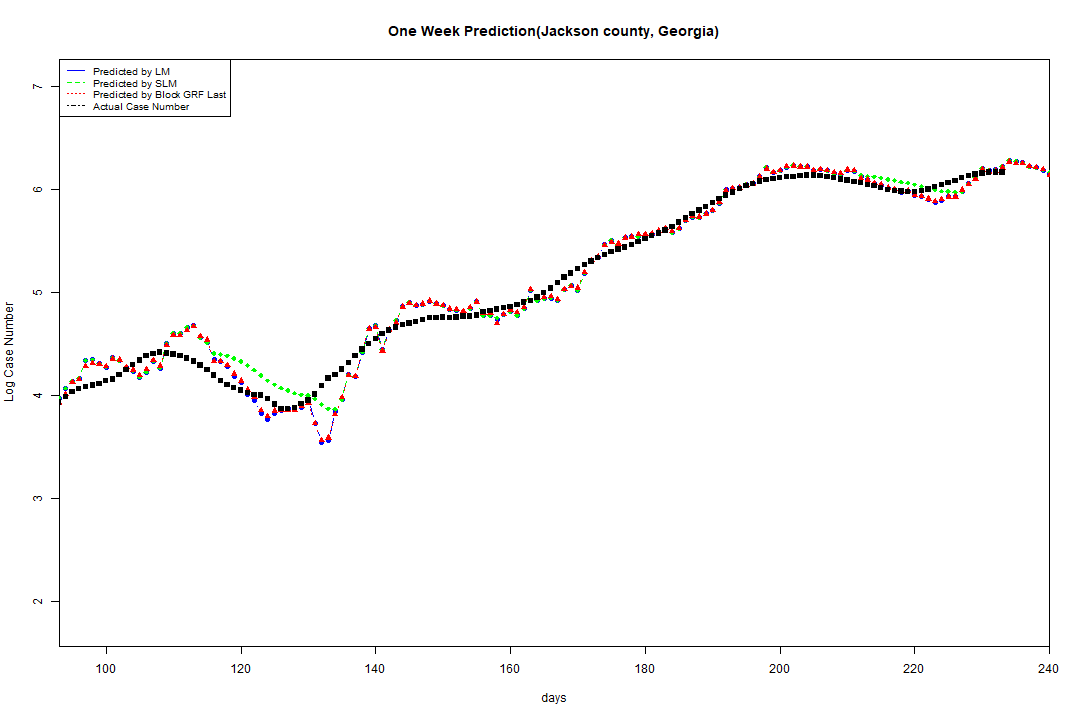 One Week Prediction(Jackson county, Georgia)
Predicted by LM
Predicted by SLM
Predicted by Block GRF Last
Actual Case Number
7
6
5
4
3
2
Log Case Number
100 120 140 160 180 200 220 240
days